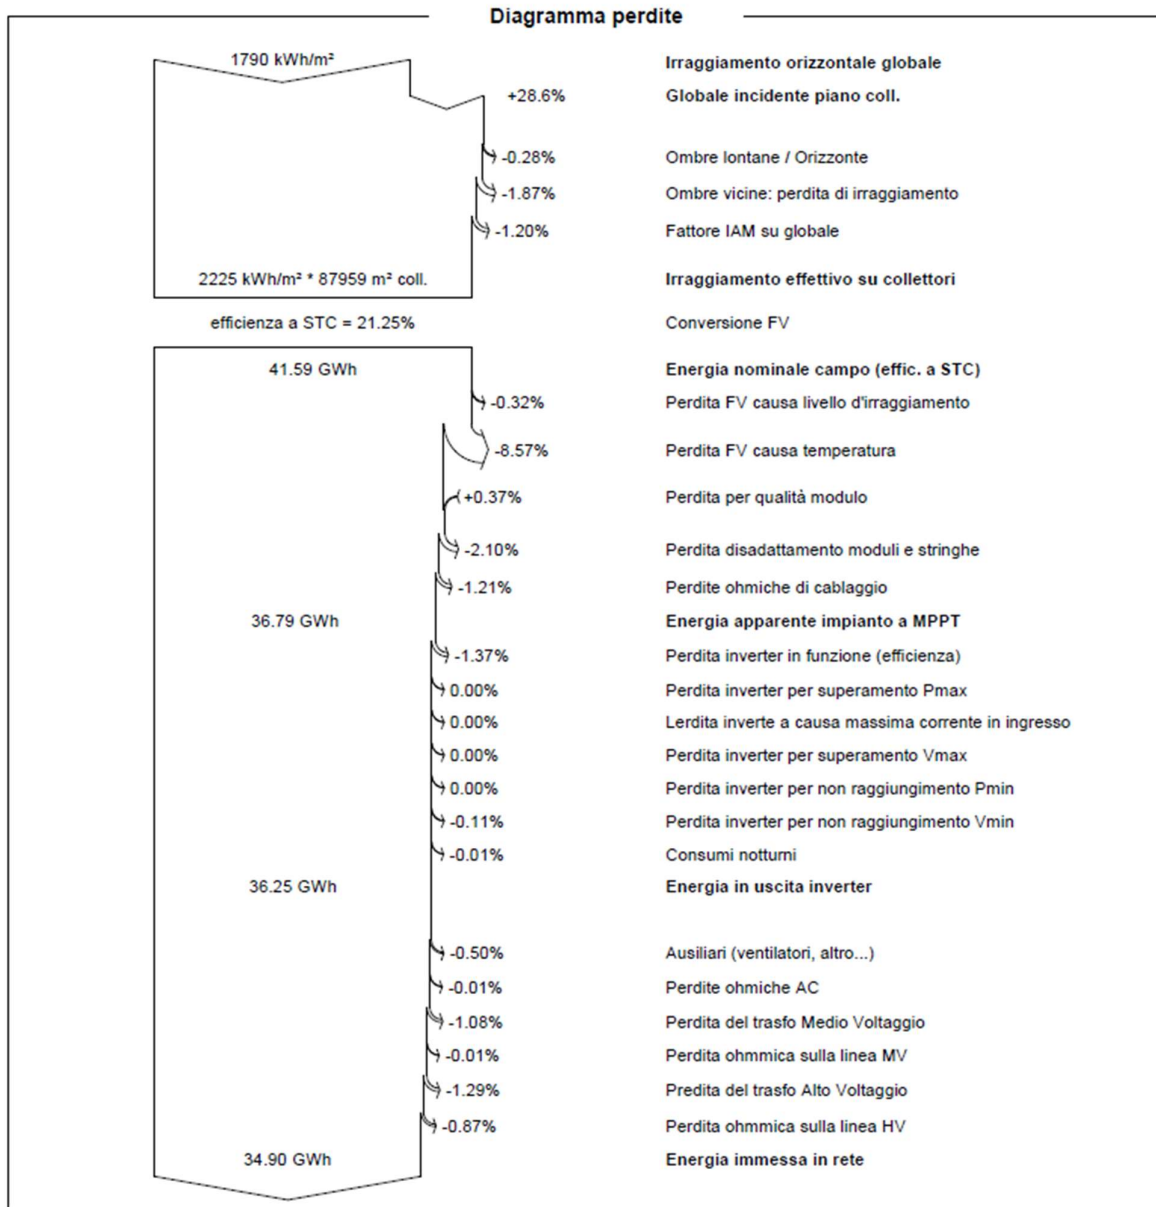 Diagramma perdite
1790 kWh/m² Irraggiamento orizzontale globale
+28.6% Globale incidente piano coll.
-0.28% Ombre lontane / Orizzonte
-1.87% Ombre vicine: perdita di irraggiamento
-1.20% Fattore IAM su globale
2225 kWh/m² * 87959 m² coll. Irraggiamento effettivo su collettori
efficienza a STC = 21.25% Conversione FV
41.59 GWh Energia nominale campo (effic. a STC)
-0.32% Perdita FV causa livello d'irraggiamento
-8.57% Perdita FV causa temperatura
+0.37% Perdita per qualità modulo
-2.10% Perdita disadattamento moduli e stringhe
-1.21% Perdite ohmiche di cablaggio
36.79 GWh Energia apparente impianto a MPPT
-1.37% Perdita inverter in funzione (efficienza)
0.00% Perdita inverter per superamento Pmax
0.00% Lerdita inverte a causa massima corrente in ingresso
0.00% Perdita inverter per superamento Vmax
0.00% Perdita inverter per non raggiungimento Pmin
-0.11% Perdita inverter per non raggiungimento Vmin
-0.01% Consumi notturni
36.25 GWh Energia in uscita inverter
-0.50% Ausiliari (ventilatori, altro...)
-0.01% Perdite ohmiche AC
-1.08% Perdita del trasfo Medio Voltaggio
-0.01% Perdita ohmmica sulla linea MV
-1.29% Predita del trasfo Alto Voltaggio
-0.87% Perdita ohmmica sulla linea HV
34.90 GWh Energia immessa in rete